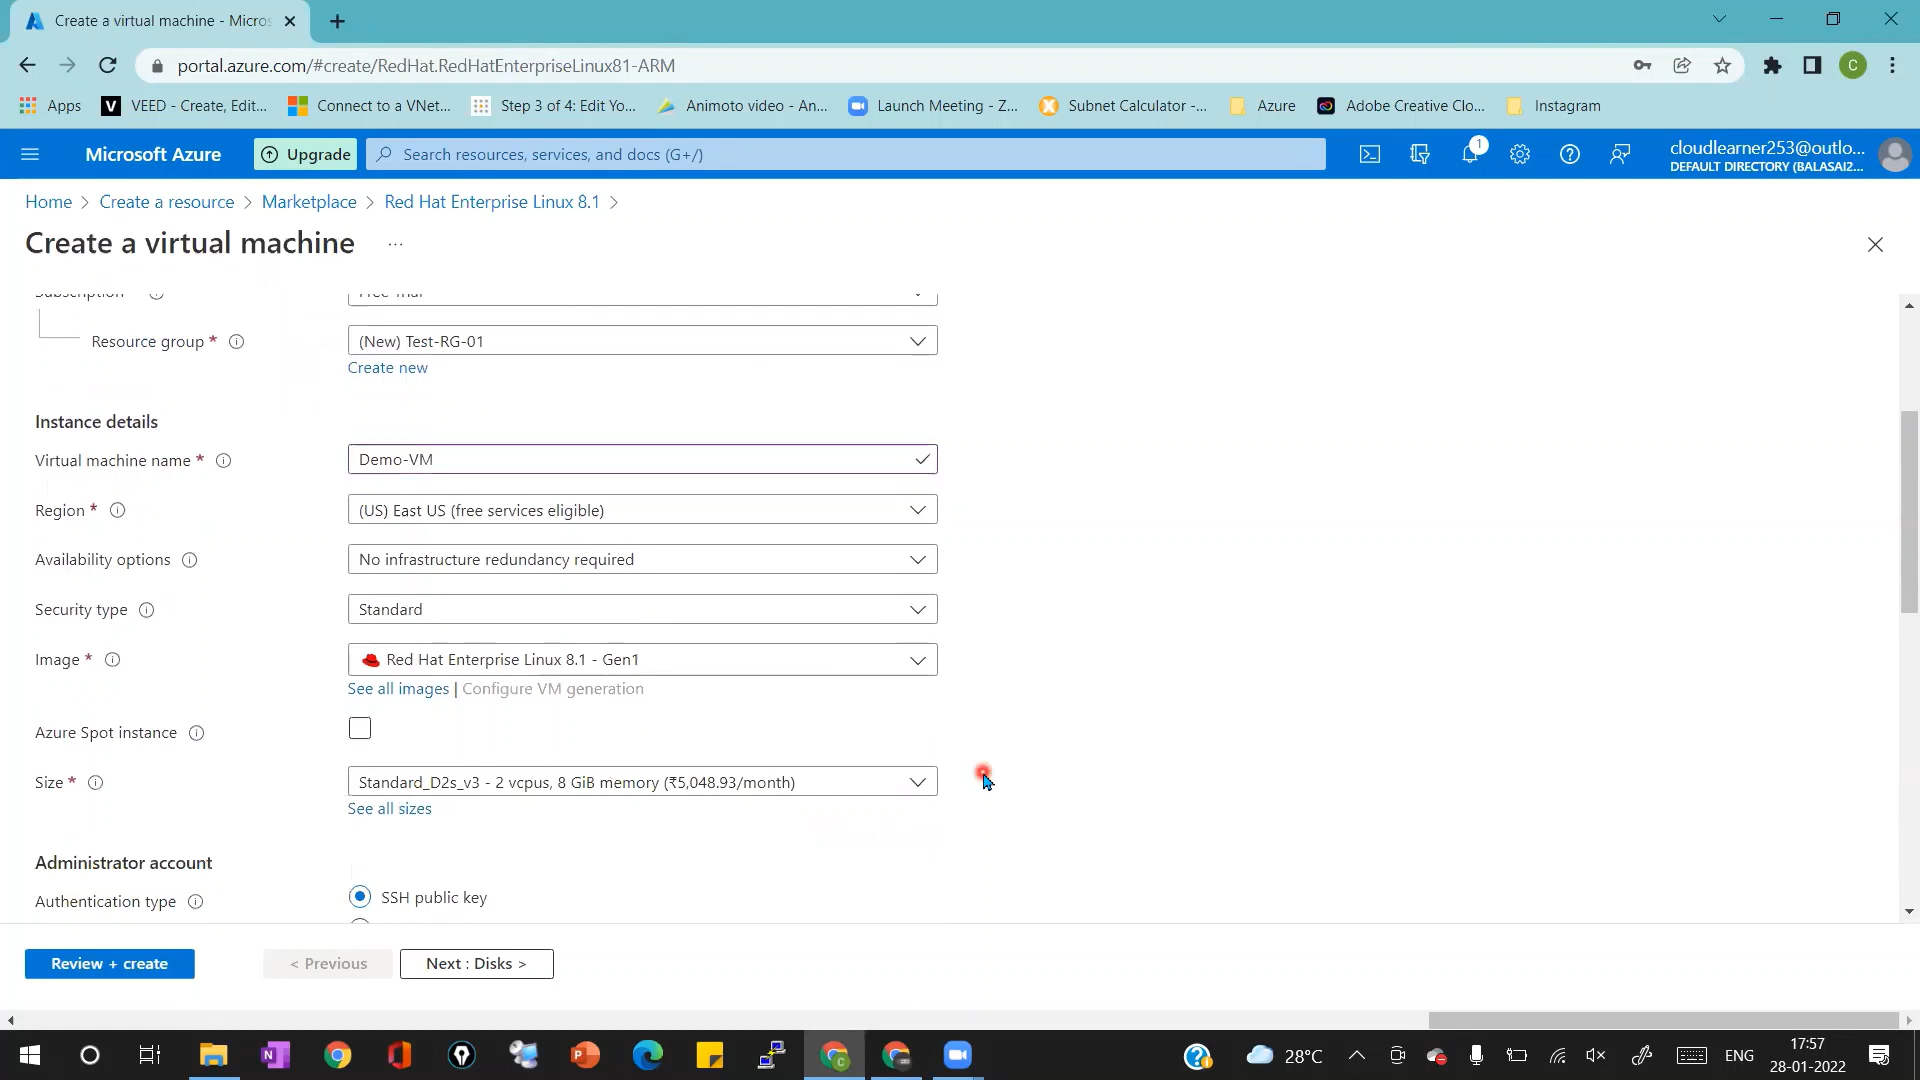 Create a virtual machine - Micros
portal.azure.com/#create/RedHat.RedHatEnterpriseLinux81-ARM
C
Apps
VEED - Create, Edit...
Connect to a VNet...
Step 3 of 4: Edit Yo...
Animoto video - An...
Launch Meeting - Z...
Subnet Calculator -...
Azure
Adobe Creative Clo...
Instagram
Microsoft Azure
Upgrade
Search resources, services, and docs (G+/)
1
cloudlearner253@outlo...
DEFAULT DIRECTORY (BALASAI2...
Home > Create a resource > Marketplace > Red Hat Enterprise Linux 8.1 >
Create a virtual machine ...
Subscription
Free Trial
Resource group *
(New) Test-RG-01
Create new
Instance details
Virtual machine name *
Demo-VM
Region *
(US) East US (free services eligible)
Availability options
No infrastructure redundancy required
Security type
Standard
Image *
Red Hat Enterprise Linux 8.1 - Gen1
See all images | Configure VM generation
Azure Spot instance
Size *
Standard_D2s_v3 - 2 vcpus, 8 GiB memory (₹5,048.93/month)
See all sizes
Administrator account
Authentication type
SSH public key
Review + create
< Previous
Next : Disks >
28°C
ENG
17:57
28-01-2022